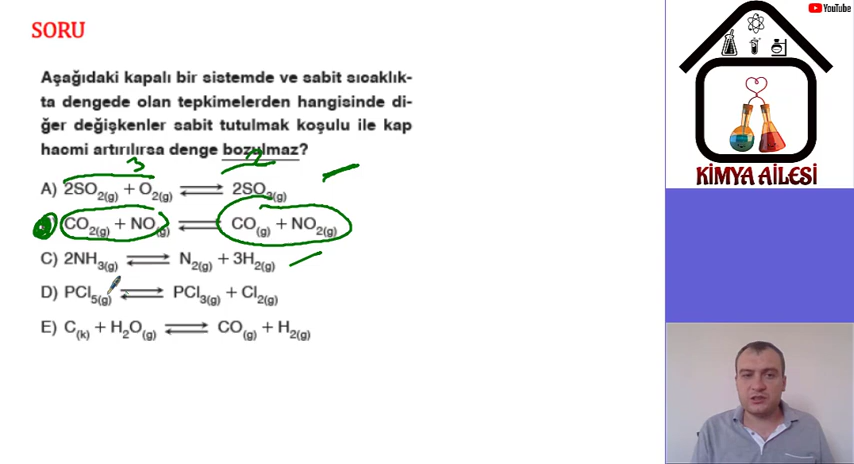 SORU
YouTube
Aşağıdaki kapalı bir sistemde ve sabit sıcaklık-
ta dengede olan tepkimelerden hangisinde di-
ğer değişkenler sabit tutulmak koşulu ile kap
hacmi artırılırsa denge bozulmaz?
3 2
A) 2SO2(g) + O2(g) ⇌ 2SO3(g)
B) CO2(g) + NO(g) ⇌ CO(g) + NO2(g)
C) 2NH3(g) ⇌ N2(g) + 3H2(g)
D) PCl5(g) ⇌ PCl3(g) + Cl2(g)
E) C(k) + H2O(g) ⇌ CO(g) + H2(g)
KİMYA AİLESİ